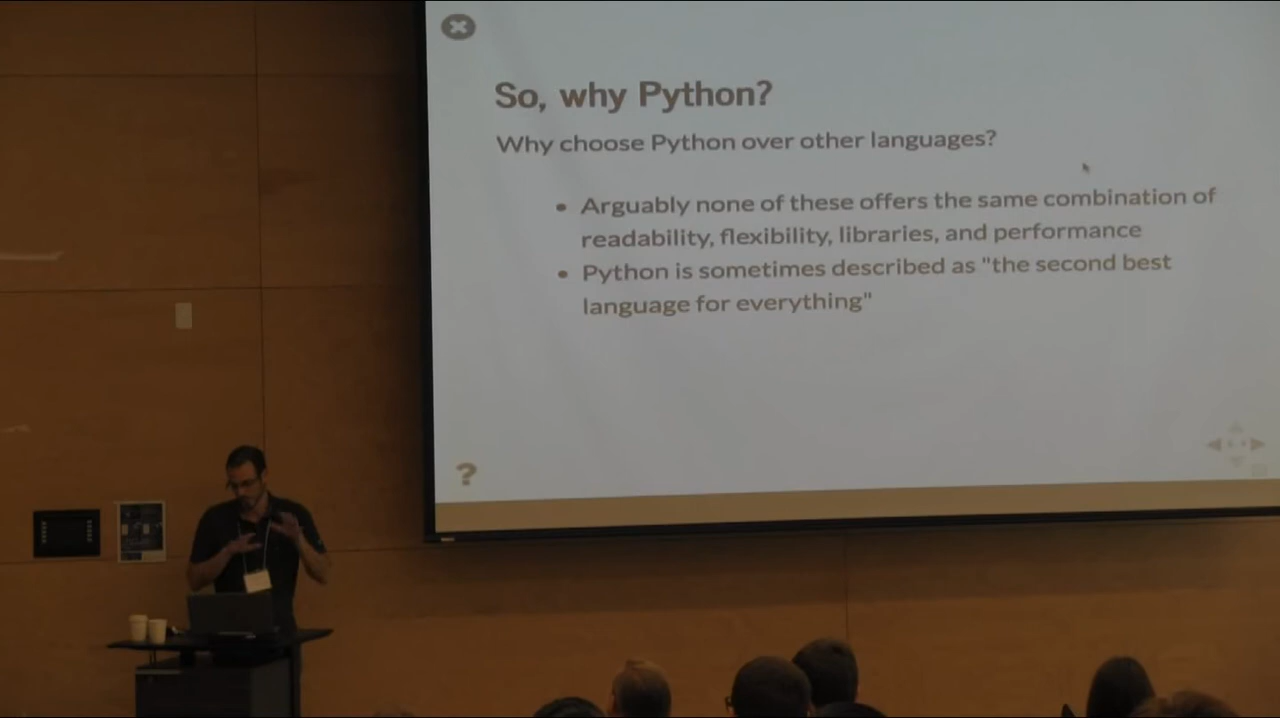 So, why Python?
Why choose Python over other languages?
Arguably none of these offers the same combination of
readability, flexibility, libraries, and performance
Python is sometimes described as "the second best
language for everything"
?